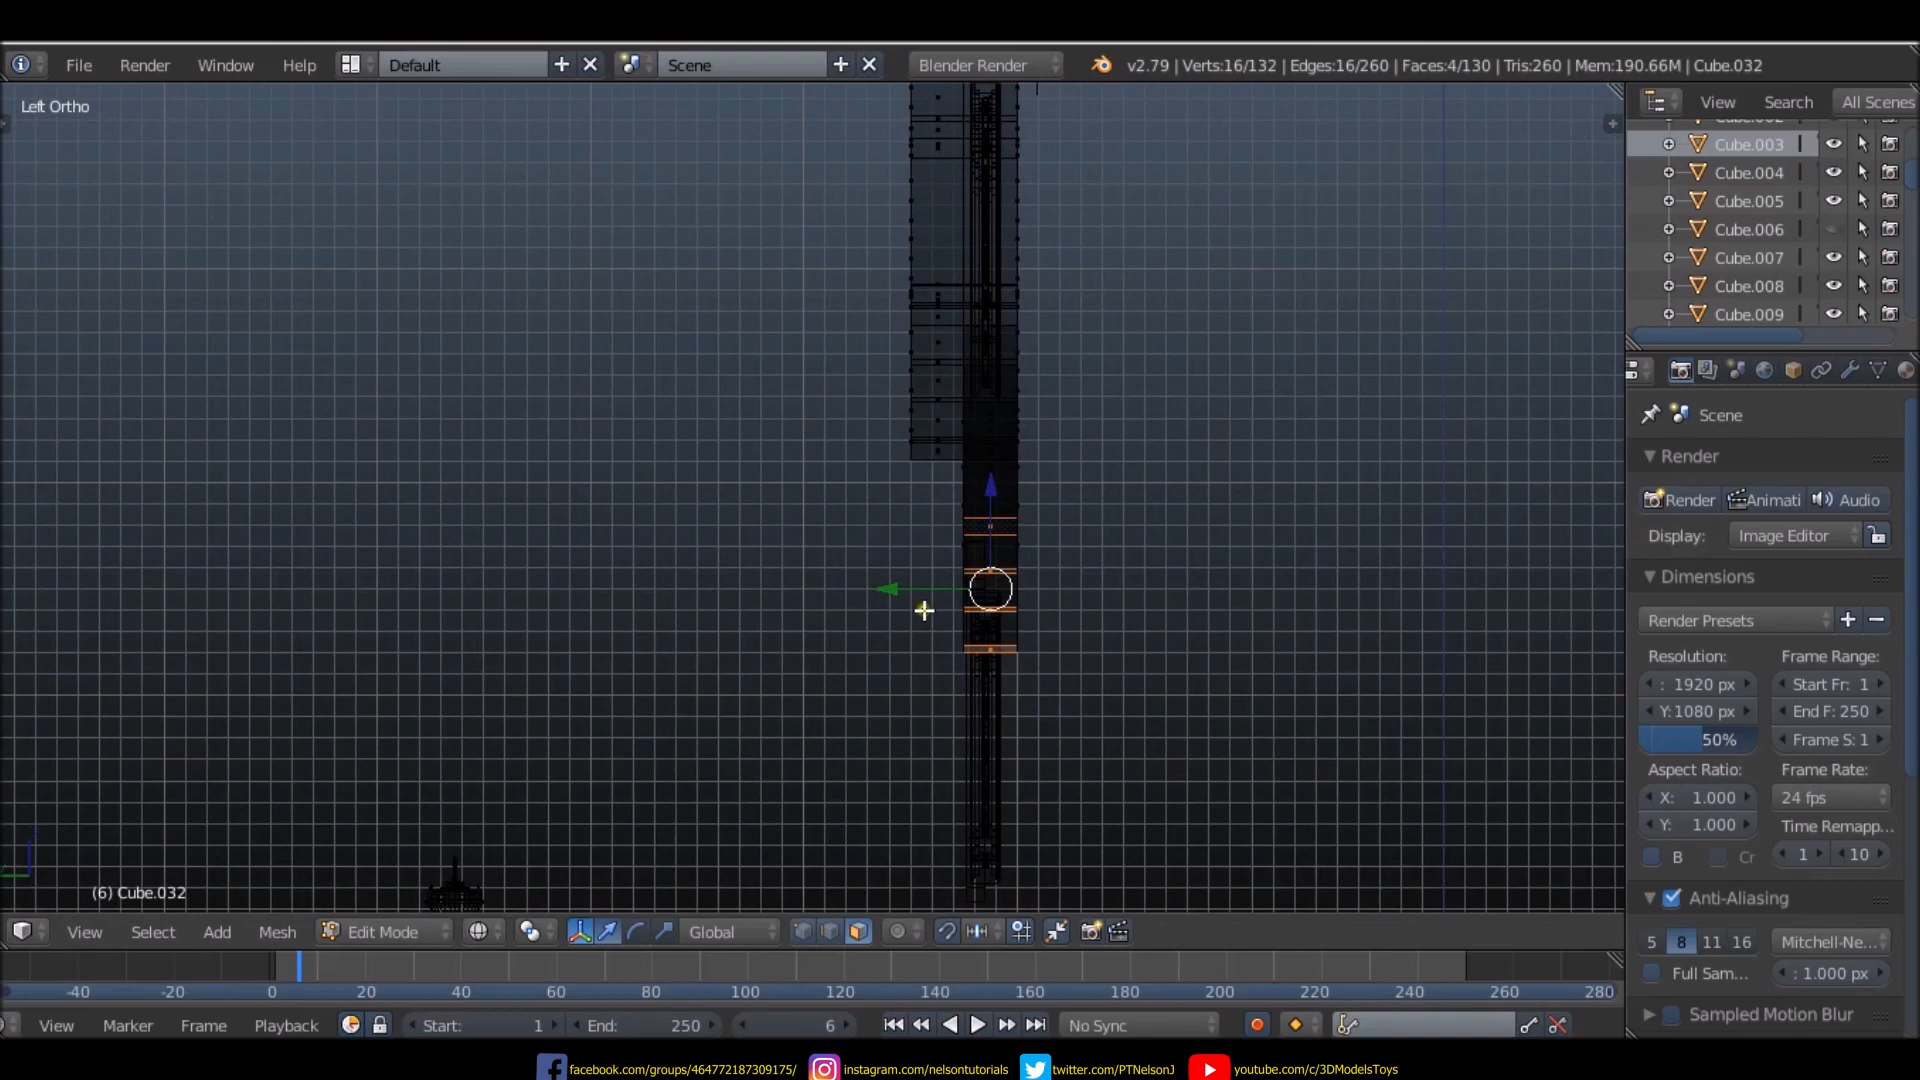 File Render Window Help Default Scene Blender Render v2.79 | Verts:16/132 | Edges:16/260 | Faces:4/130 | Tris:260 | Mem:190.66M | Cube.032
Left Ortho
View Search All Scenes
Cube.002
Cube.003
Cube.004
Cube.005
Cube.006
Cube.007
Cube.008
Cube.009
Scene
Render
Render Animati Audio
Display: Image Editor
Dimensions
Render Presets
Resolution: Frame Range:
: 1920 px Start Fr: 1
Y:1080 px End F: 250
50% Frame S: 1
Aspect Ratio: Frame Rate:
X: 1.000 24 fps
Y: 1.000 Time Remapp...
B Cr 1 10
Anti-Aliasing
5 8 11 16 Mitchell-Ne...
Full Sam... : 1.000 px
Sampled Motion Blur
(6) Cube.032
View Select Add Mesh Edit Mode Global
-40 -20 0 20 40 60 80 100 120 140 160 180 200 220 240 260 280
View Marker Frame Playback Start: 1 End: 250 6 No Sync
facebook.com/groups/464772187309175/ instagram.com/nelsontutorials twitter.com/PTNelsonJ youtube.com/c/3DModelsToys